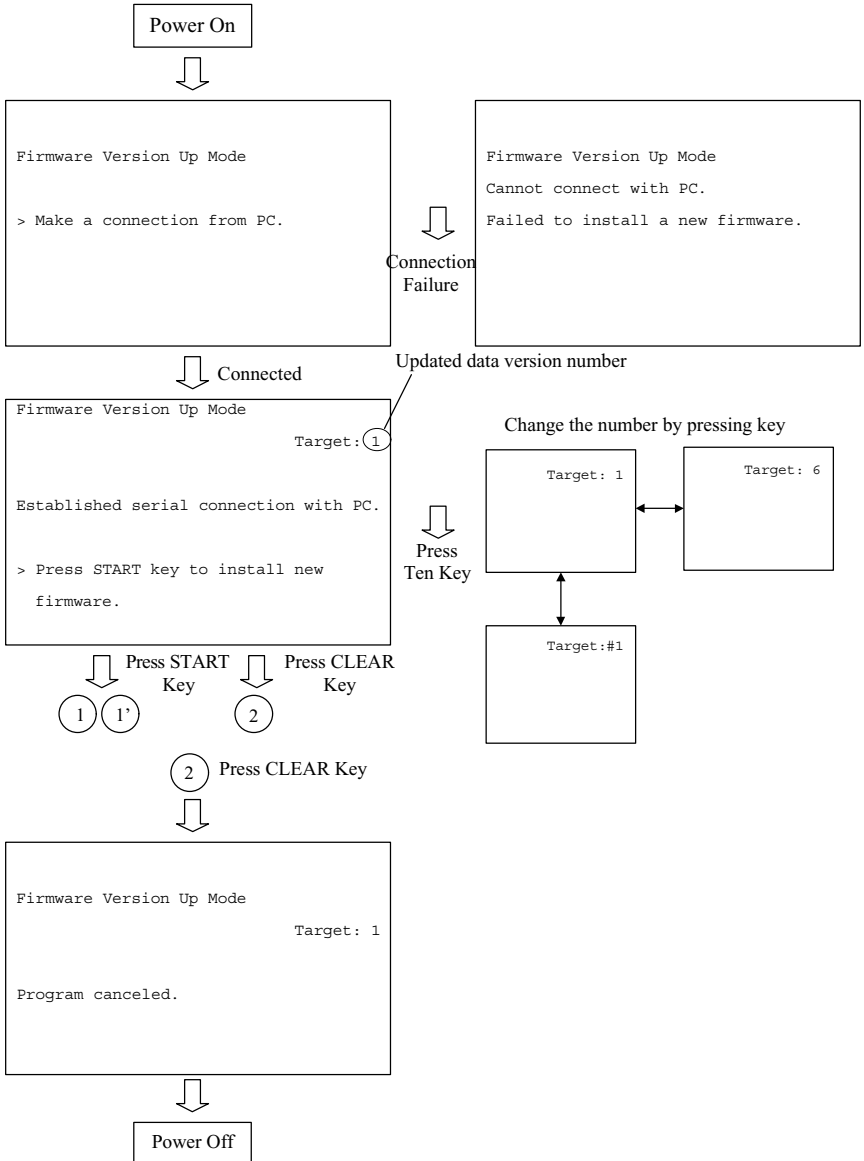 Power On
Firmware Version Up Mode
> Make a connection from PC.
Connection
Failure
Firmware Version Up Mode
Cannot connect with PC.
Failed to install a new firmware.
Connected
Updated data version number
Firmware Version Up Mode
Target: 1
Established serial connection with PC.
> Press START key to install new
firmware.
Press
Ten Key
Change the number by pressing key
Target: 1
Target: 6
Target:#1
Press START
Key
Press CLEAR
Key
1
1’
2
2
Press CLEAR Key
Firmware Version Up Mode
Target: 1
Program canceled.
Power Off